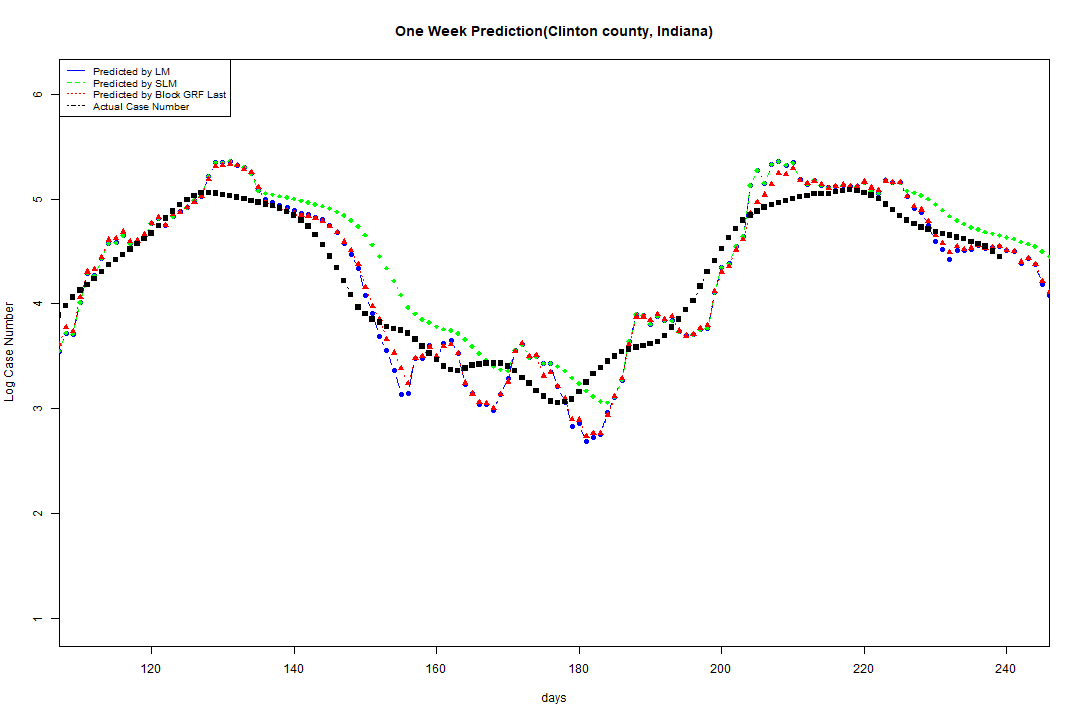 One Week Prediction(Clinton county, Indiana)
Predicted by LM
Predicted by SLM
Predicted by Block GRF Last
Actual Case Number
6
5
4
3
2
1
Log Case Number
120 140 160 180 200 220 240
days